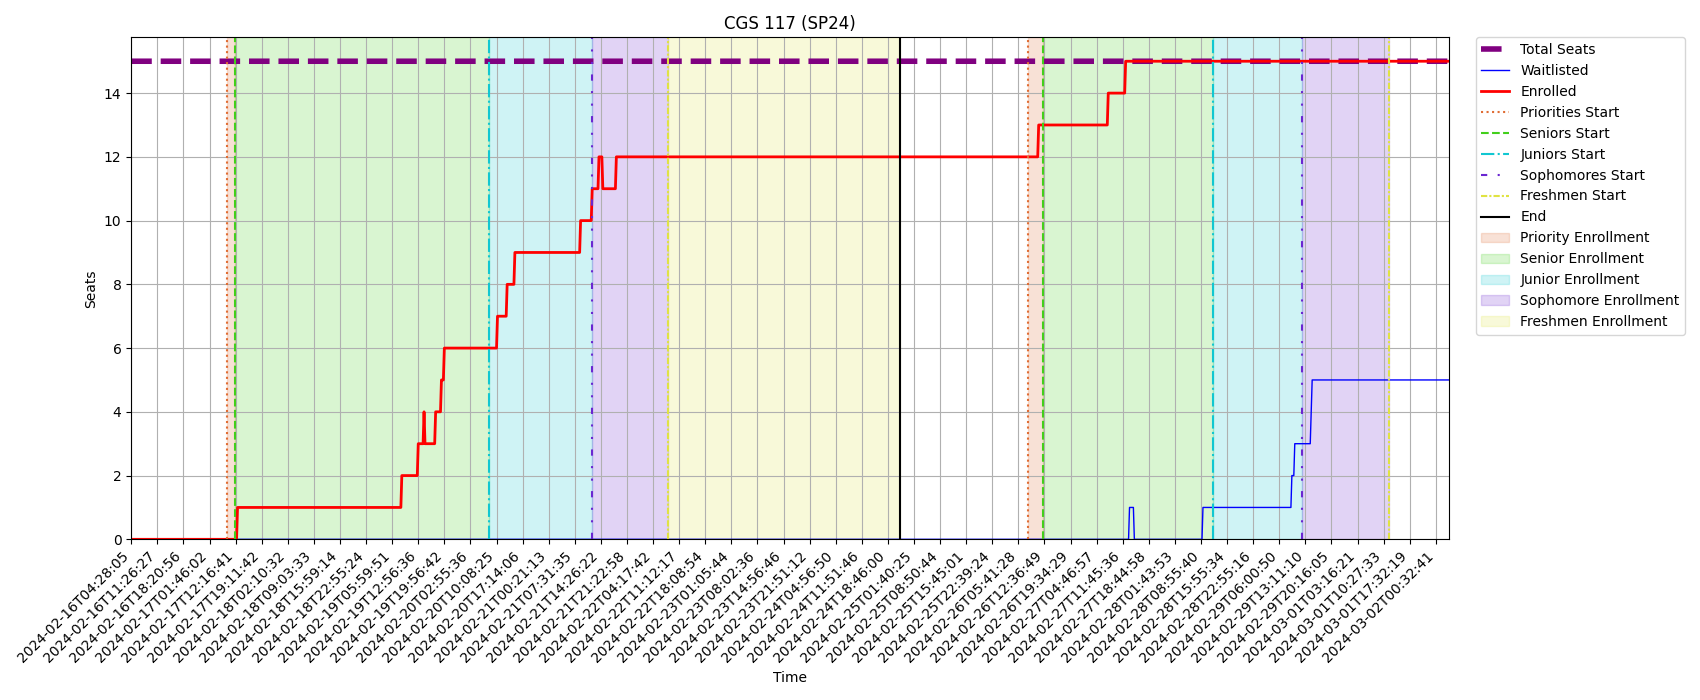 CGS 117 (SP24)
Seats
14
12
10
8
6
4
2
0
2024-02-16T04:28:05
2024-02-16T11:26:27
2024-02-16T18:20:56
2024-02-17T01:46:02
2024-02-17T12:16:41
2024-02-17T19:11:42
2024-02-18T02:10:32
2024-02-18T09:03:33
2024-02-18T15:59:14
2024-02-18T22:55:24
2024-02-19T05:59:51
2024-02-19T12:56:36
2024-02-19T19:56:42
2024-02-20T02:55:36
2024-02-20T10:08:25
2024-02-20T17:14:06
2024-02-21T00:21:13
2024-02-21T07:31:35
2024-02-21T14:26:22
2024-02-21T21:22:58
2024-02-22T04:17:42
2024-02-22T11:12:17
2024-02-22T18:08:54
2024-02-23T01:05:44
2024-02-23T08:02:36
2024-02-23T14:56:46
2024-02-23T21:51:12
2024-02-24T04:56:50
2024-02-24T11:51:46
2024-02-24T18:46:00
2024-02-25T01:40:25
2024-02-25T08:50:44
2024-02-25T15:45:01
2024-02-25T22:39:24
2024-02-26T05:41:28
2024-02-26T12:36:49
2024-02-26T19:34:29
2024-02-27T04:46:57
2024-02-27T11:45:36
2024-02-27T18:44:58
2024-02-28T01:43:53
2024-02-28T08:55:40
2024-02-28T15:55:34
2024-02-28T22:55:16
2024-02-29T06:00:50
2024-02-29T13:11:10
2024-02-29T20:16:05
2024-03-01T03:16:21
2024-03-01T10:27:33
2024-03-01T17:32:19
2024-03-02T00:32:41
Time
Total Seats
Waitlisted
Enrolled
Priorities Start
Seniors Start
Juniors Start
Sophomores Start
Freshmen Start
End
Priority Enrollment
Senior Enrollment
Junior Enrollment
Sophomore Enrollment
Freshmen Enrollment